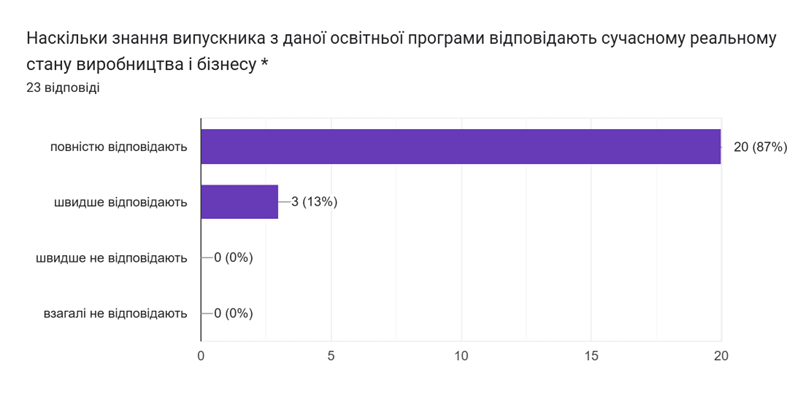 Наскільки знання випускника з даної освітньої програми відповідають сучасному реальному
стану виробництва і бізнесу *
23 відповіді
повністю відповідають
20 (87%)
швидше відповідають
3 (13%)
швидше не відповідають
0 (0%)
взагалі не відповідають
0 (0%)
0 5 10 15 20